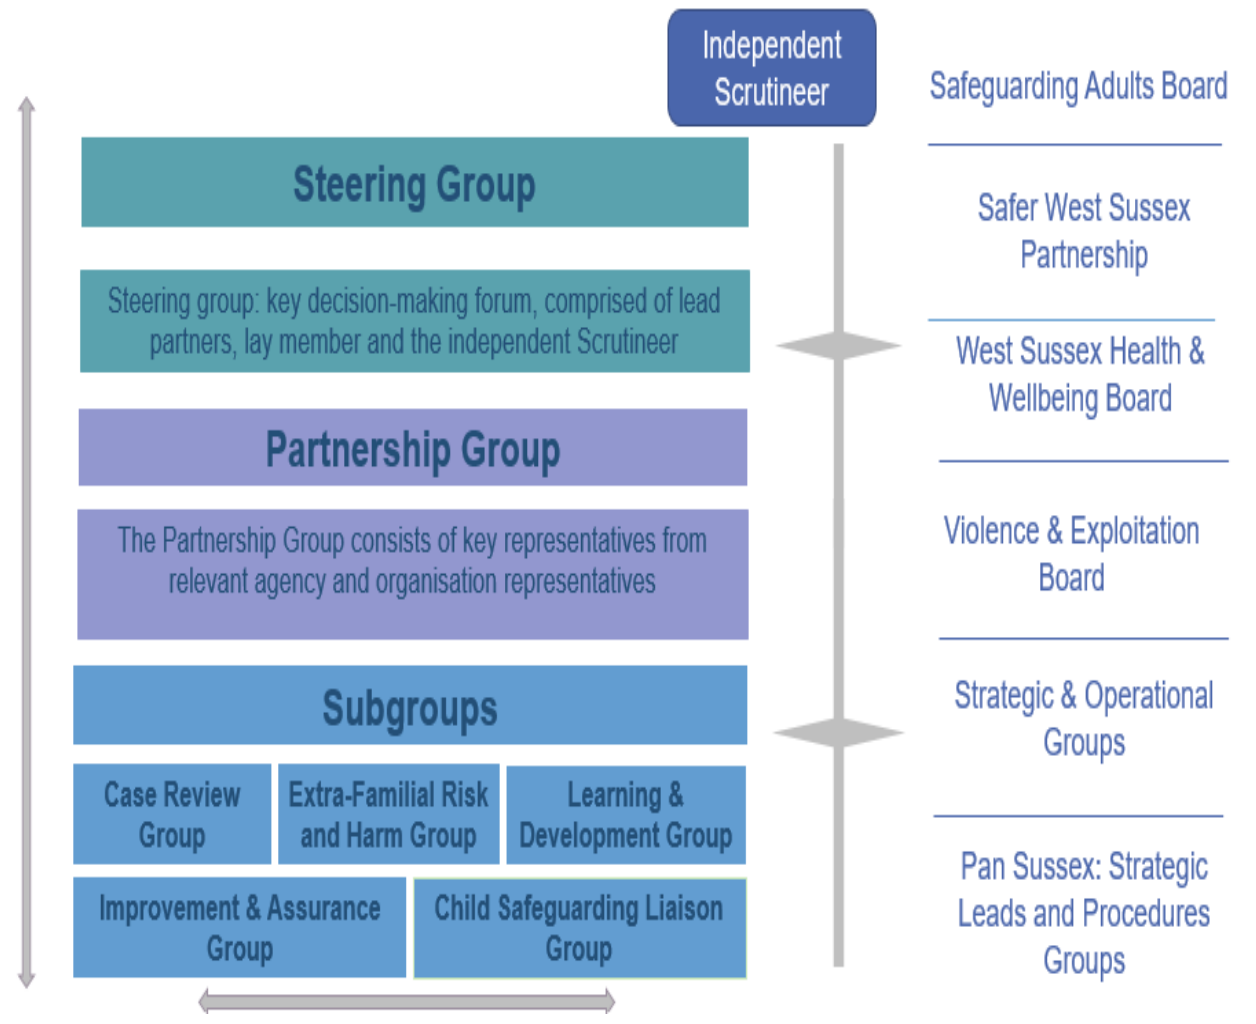 Independent
Scrutineer
Steering Group
Steering group: key decision-making forum, comprised of lead
partners, lay member and the independent Scrutineer
Partnership Group
The Partnership Group consists of key representatives from
relevant agency and organisation representatives
Subgroups
Case Review
Group
Extra-Familial Risk
and Harm Group
Learning &
Development Group
Improvement & Assurance
Group
Child Safeguarding Liaison
Group
Safeguarding Adults Board
Safer West Sussex
Partnership
West Sussex Health &
Wellbeing Board
Violence & Exploitation
Board
Strategic & Operational
Groups
Pan Sussex: Strategic
Leads and Procedures
Groups